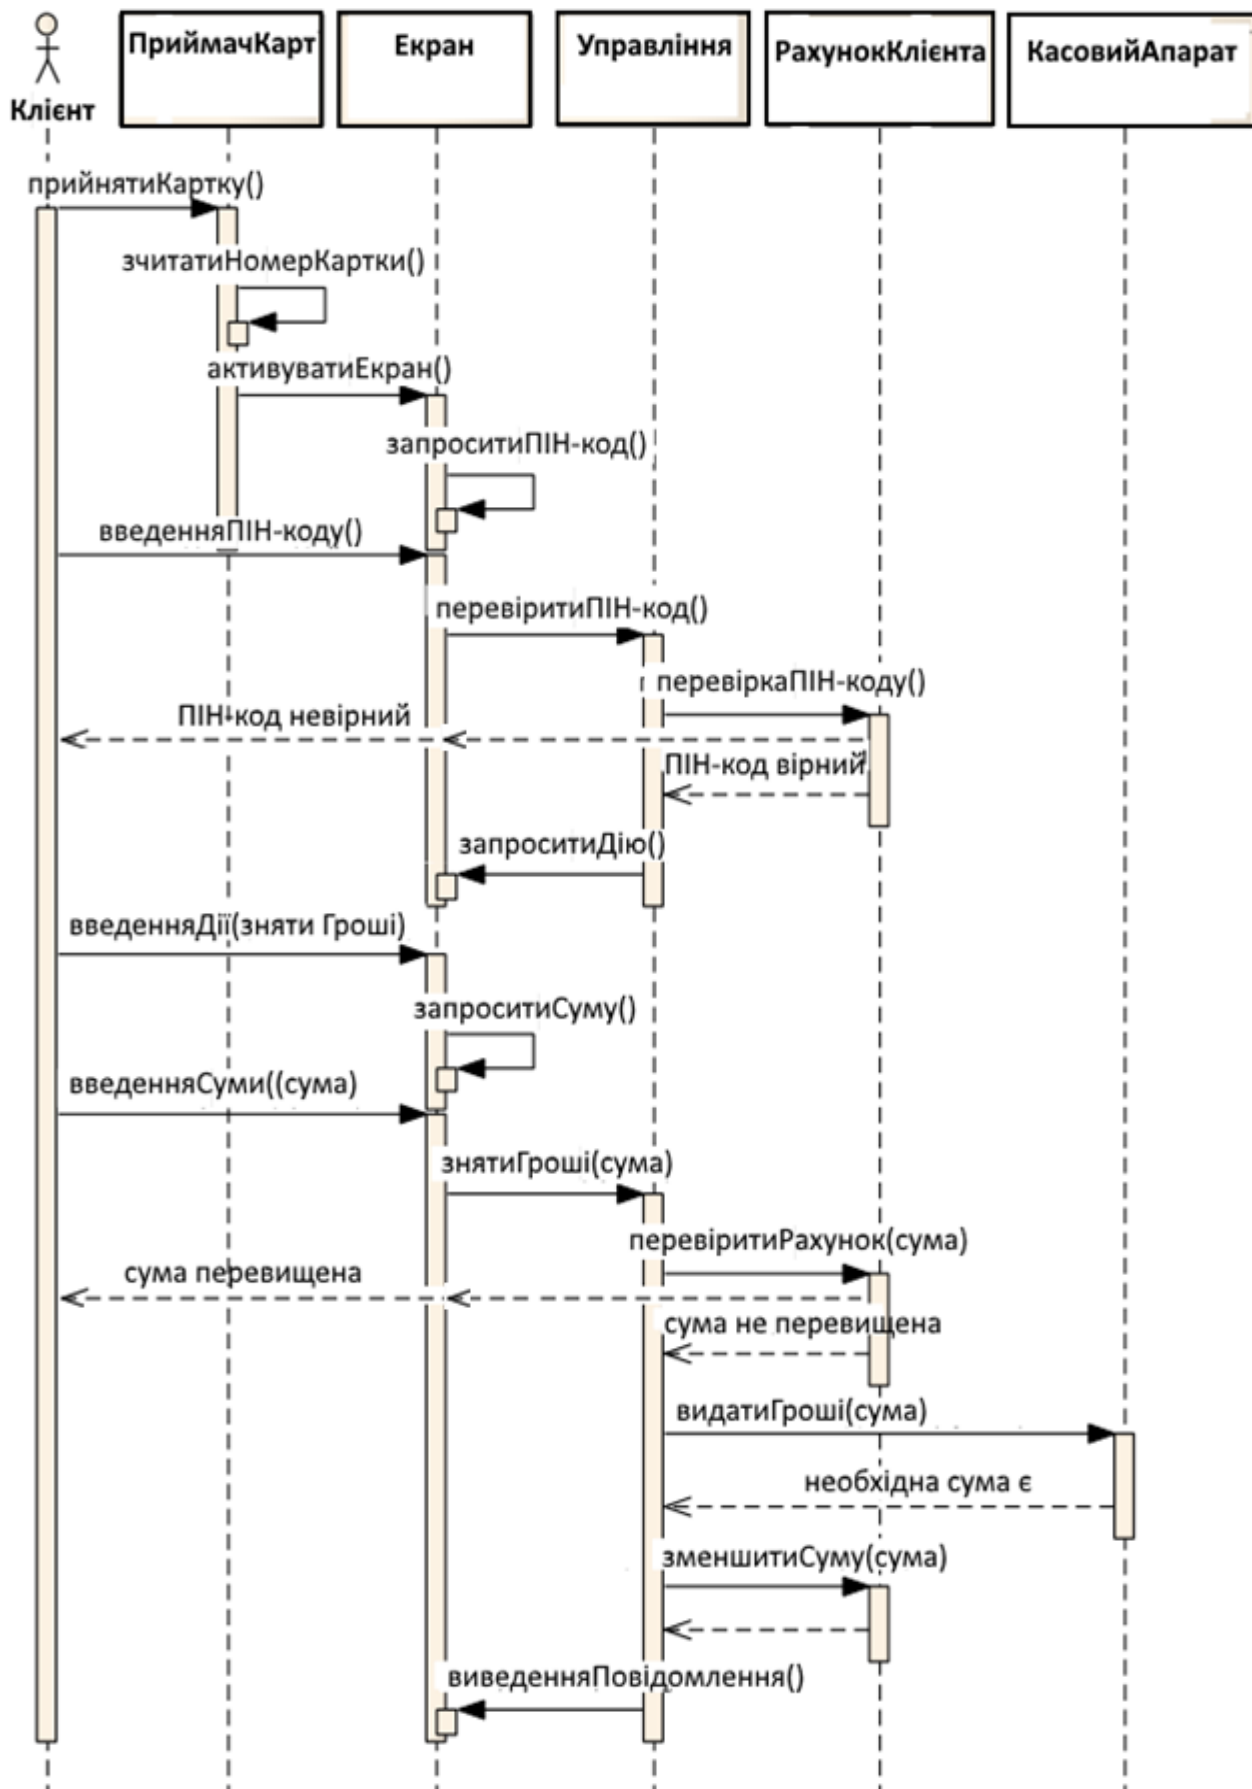 Клієнт
ПриймачКарт
Екран
Управління
РахунокКлієнта
КасовийАпарат
прийнятиКартку()
зчитатиНомерКартки()
активуватиЕкран()
запроситиПІН-код()
введенняПІН-коду()
перевіритиПІН-код()
перевіркаПІН-коду()
ПІН-код невірний
ПІН-код вірний
запроситиДію()
введенняДії(зняти Гроші)
запроситиСуму()
введенняСуми((сума)
знятиГроші(сума)
перевіритиРахунок(сума)
сума перевищена
сума не перевищена
видатиГроші(сума)
необхідна сума є
зменшитиСуму(сума)
виведенняПовідомлення()